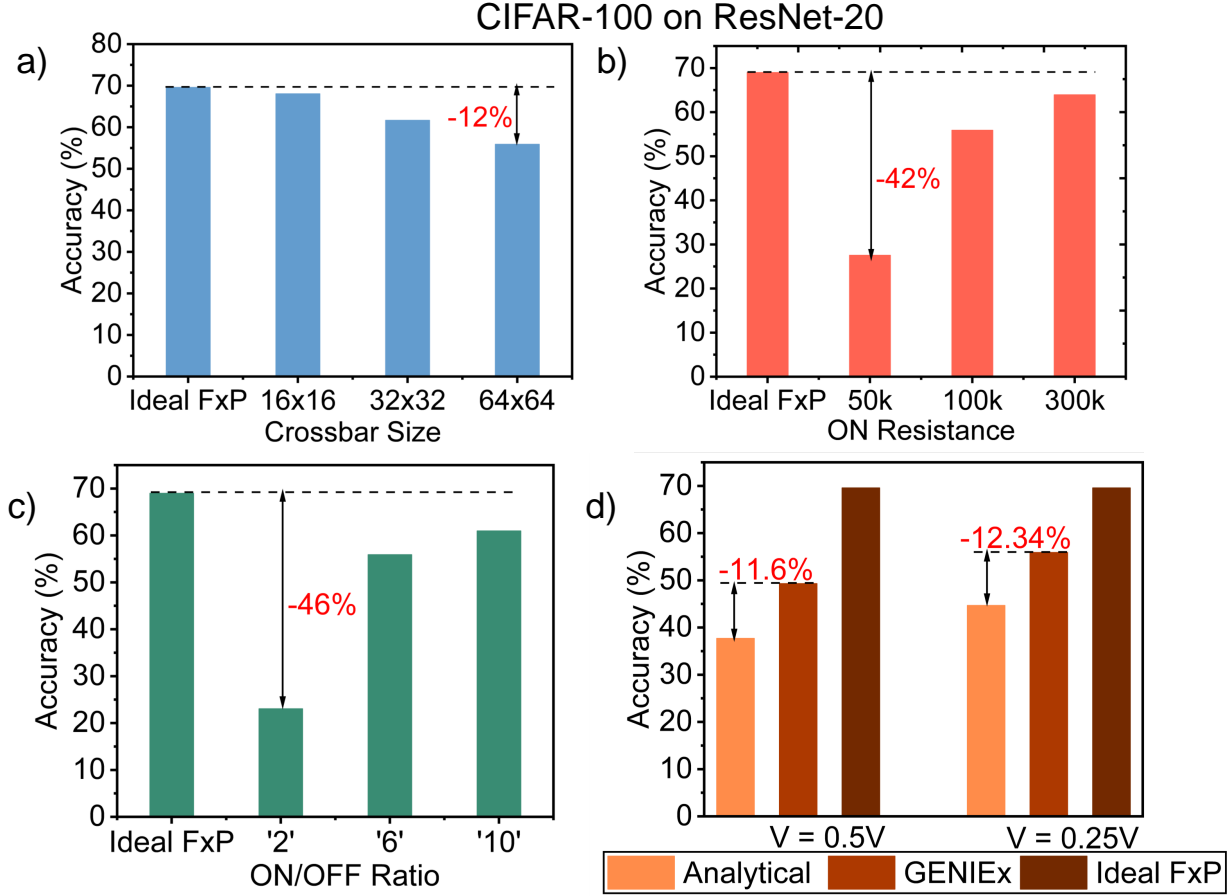 CIFAR-100 on ResNet-20
a)
80
70
60
50
40
30
20
10
0
Accuracy (%)
-12%
Ideal FxP 16x16 32x32 64x64
Crossbar Size
b)
70
60
50
40
30
20
10
0
Accuracy (%)
-42%
Ideal FxP 50k 100k 300k
ON Resistance
c)
70
60
50
40
30
20
10
0
Accuracy (%)
-46%
Ideal FxP '2' '6' '10'
ON/OFF Ratio
d)
70
60
50
40
30
20
10
0
Accuracy (%)
-11.6%
-12.34%
V = 0.5V V = 0.25V
Analytical GENIEx Ideal FxP